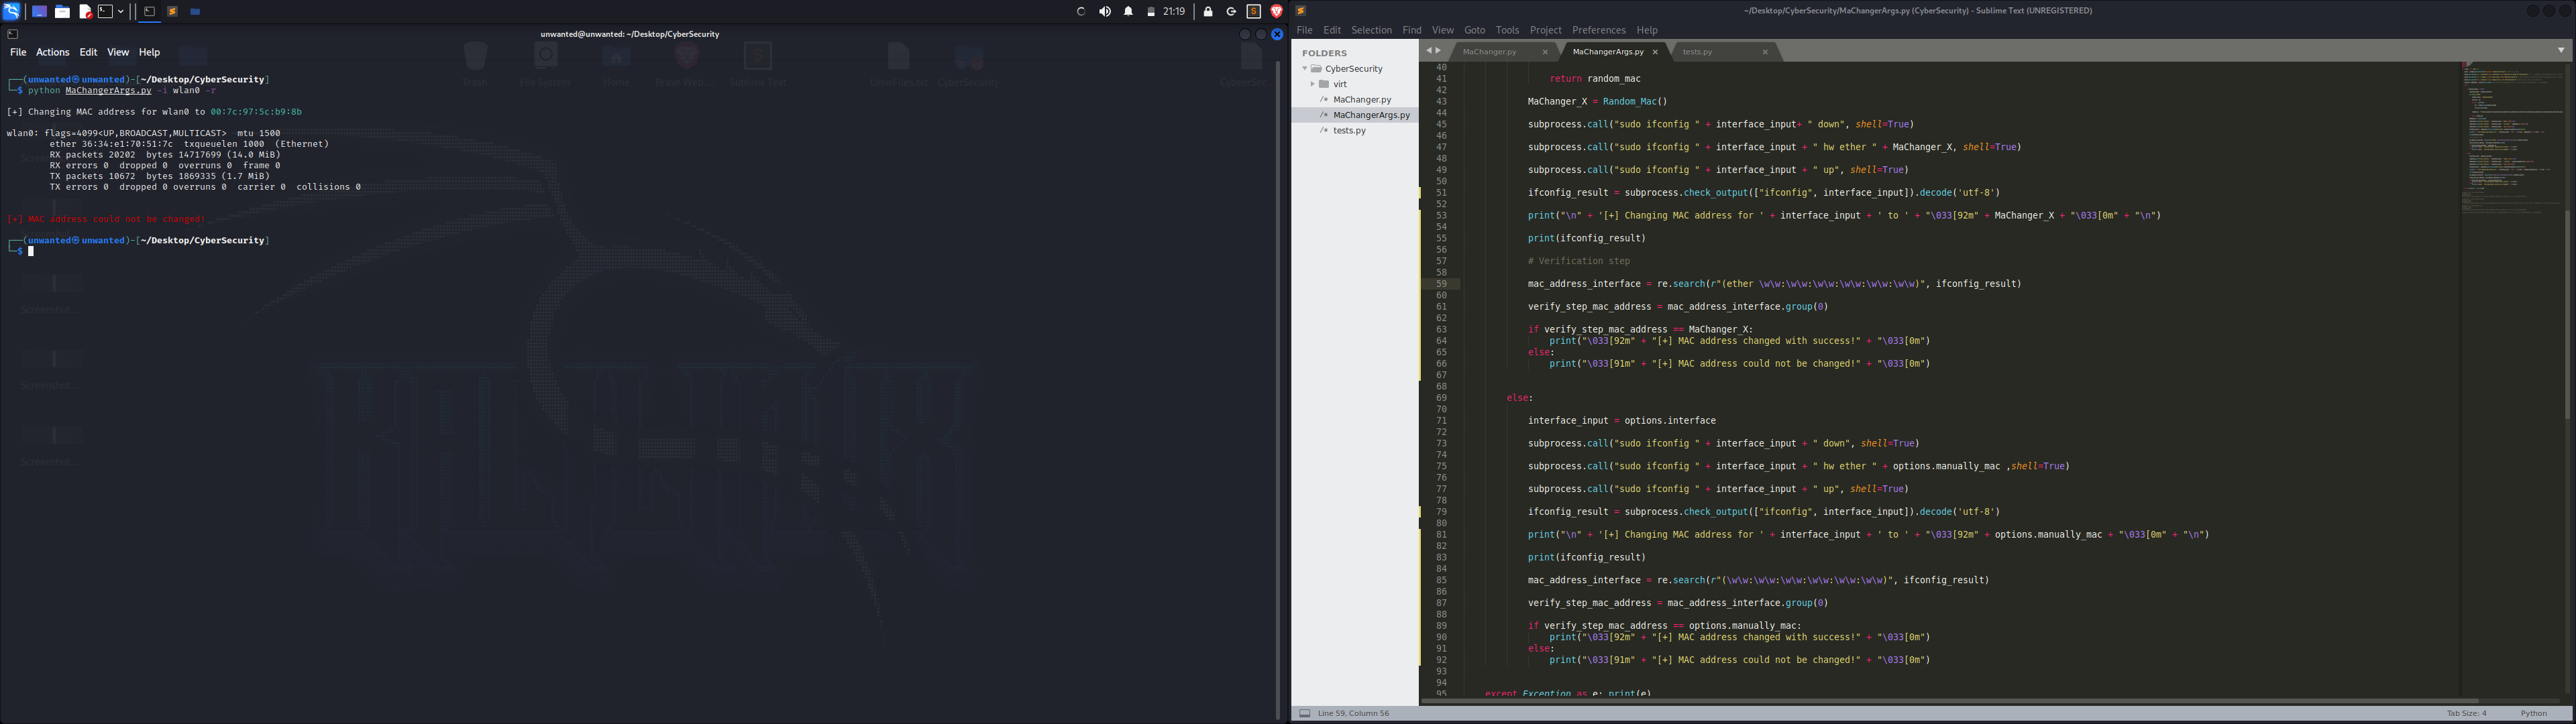 21:19
unwanted@unwanted: ~/Desktop/CyberSecurity
File Actions Edit View Help
Trash
File System
Home
Brave Web...
Sublime Text
LinuxFiles.txt
CyberSecurity
CyberSec...
┌──(unwanted㉿unwanted)-[~/Desktop/CyberSecurity]
└─$ python MaChangerArgs.py -i wlan0 -r
[+] Changing MAC address for wlan0 to 00:7c:97:5c:b9:8b
wlan0: flags=4099<UP,BROADCAST,MULTICAST>  mtu 1500
ether 36:34:e1:70:51:7c  txqueuelen 1000  (Ethernet)
RX packets 20202  bytes 14717699 (14.0 MiB)
RX errors 0  dropped 0  overruns 0  frame 0
TX packets 10672  bytes 1869335 (1.7 MiB)
TX errors 0  dropped 0 overruns 0  carrier 0  collisions 0
[+] MAC address could not be changed!
┌──(unwanted㉿unwanted)-[~/Desktop/CyberSecurity]
└─$
Screenshot...
Screenshot...
Screenshot...
Screenshot...
~/Desktop/CyberSecurity/MaChangerArgs.py (CyberSecurity) - Sublime Text (UNREGISTERED)
File Edit Selection Find View Goto Tools Project Preferences Help
FOLDERS
CyberSecurity
virt
MaChanger.py
MaChangerArgs.py
tests.py
MaChanger.py
MaChangerArgs.py
tests.py
40
41 return random_mac
42
43 MaChanger_X = Random_Mac()
44
45 subprocess.call("sudo ifconfig " + interface_input+ " down", shell=True)
46
47 subprocess.call("sudo ifconfig " + interface_input + " hw ether " + MaChanger_X, shell=True)
48
49 subprocess.call("sudo ifconfig " + interface_input + " up", shell=True)
50
51 ifconfig_result = subprocess.check_output(["ifconfig", interface_input]).decode('utf-8')
52
53 print("\n" + '[+] Changing MAC address for ' + interface_input + ' to ' + "\033[92m" + MaChanger_X + "\033[0m" + "\n")
54
55 print(ifconfig_result)
56
57 # Verification step
58
59 mac_address_interface = re.search(r"(ether \w\w:\w\w:\w\w:\w\w:\w\w:\w\w)", ifconfig_result)
60
61 verify_step_mac_address = mac_address_interface.group(0)
62
63 if verify_step_mac_address == MaChanger_X:
64 print("\033[92m" + "[+] MAC address changed with success!" + "\033[0m")
65 else:
66 print("\033[91m" + "[+] MAC address could not be changed!" + "\033[0m")
67
68
69 else:
70
71 interface_input = options.interface
72
73 subprocess.call("sudo ifconfig " + interface_input + " down", shell=True)
74
75 subprocess.call("sudo ifconfig " + interface_input + " hw ether " + options.manually_mac ,shell=True)
76
77 subprocess.call("sudo ifconfig " + interface_input + " up", shell=True)
78
79 ifconfig_result = subprocess.check_output(["ifconfig", interface_input]).decode('utf-8')
80
81 print("\n" + '[+] Changing MAC address for ' + interface_input + ' to ' + "\033[92m" + options.manually_mac + "\033[0m" + "\n")
82
83 print(ifconfig_result)
84
85 mac_address_interface = re.search(r"(\w\w:\w\w:\w\w:\w\w:\w\w:\w\w)", ifconfig_result)
86
87 verify_step_mac_address = mac_address_interface.group(0)
88
89 if verify_step_mac_address == options.manually_mac:
90 print("\033[92m" + "[+] MAC address changed with success!" + "\033[0m")
91 else:
92 print("\033[91m" + "[+] MAC address could not be changed!" + "\033[0m")
93
94
95 except Exception as e: print(e)
Line 59, Column 56
Tab Size: 4
Python